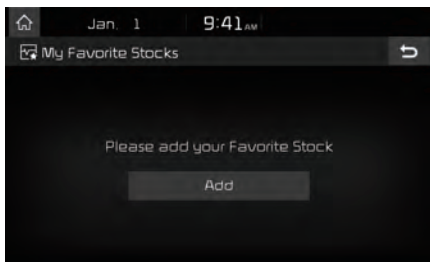 Jan. 1 9:41 AM
My Favorite Stocks
Please add your Favorite Stock
Add